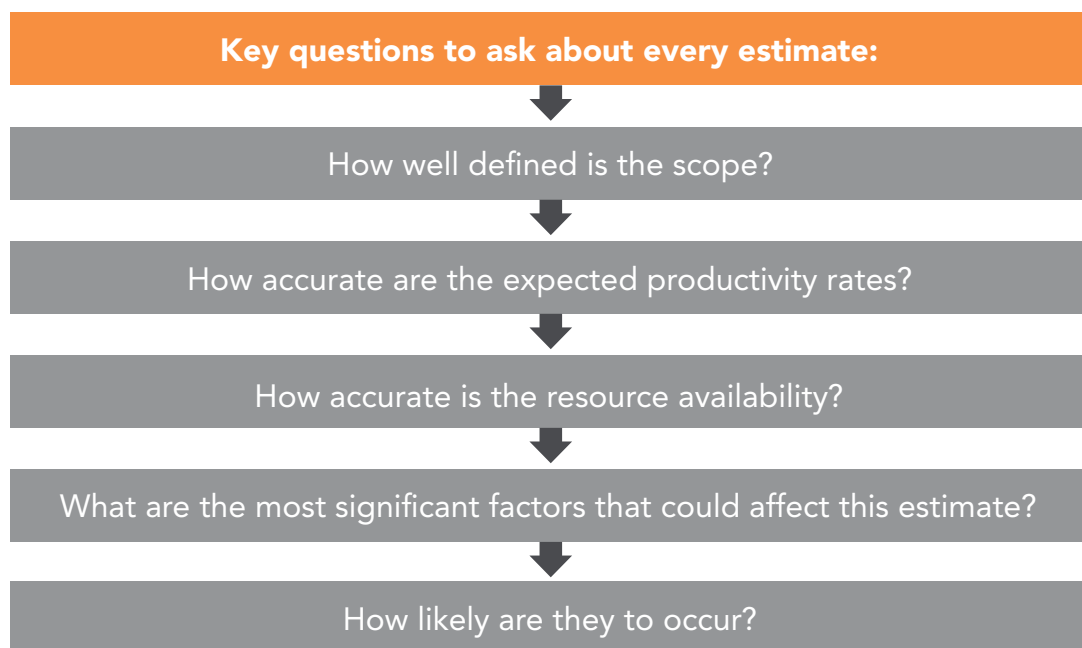 Key questions to ask about every estimate:
How well defined is the scope?
How accurate are the expected productivity rates?
How accurate is the resource availability?
What are the most significant factors that could affect this estimate?
How likely are they to occur?